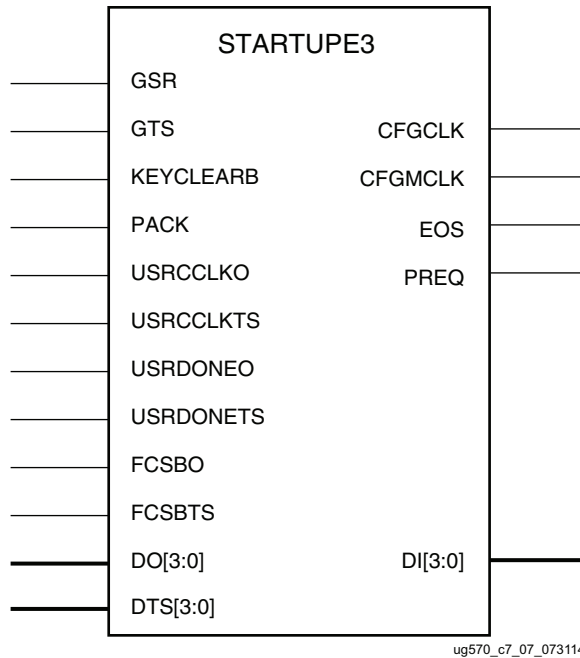 STARTUPE3
GSR
GTS
KEYCLEARB
PACK
USRCCLKO
USRCCLKTS
USRDONEO
USRDONETS
FCSBO
FCSBTS
DO[3:0]
DTS[3:0]
CFGCLK
CFGMCLK
EOS
PREQ
DI[3:0]
ug570_c7_07_073114